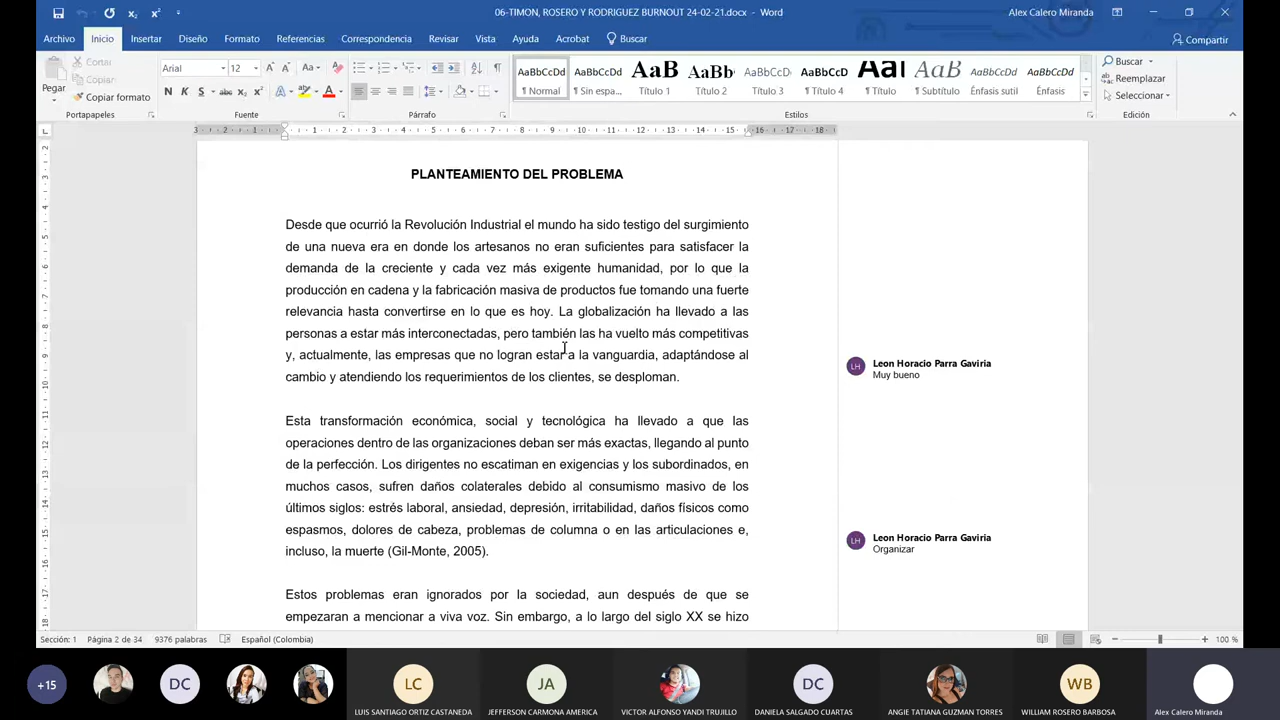 06-TIMON, ROSERO Y RODRIGUEZ BURNOUT 24-02-21.docx - Word
Alex Calero Miranda
Archivo Inicio Insertar Diseño Formato Referencias Correspondencia Revisar Vista Ayuda Acrobat Buscar
Compartir
Pegar
Cortar
Copiar
Copiar formato
Portapapeles
Arial 12
Fuente
Párrafo
AaBbCcDd AaBbCcDd AaB AaBb AaBbCcDd AaBbCcD AaI AaB AaBbCcDd AaBbCcDd
¶ Normal ¶ Sin espa... Título 1 Título 2 Título 3 ¶ Título 4 ¶ Título ¶ Subtítulo Énfasis sutil Énfasis
Estilos
Buscar
Reemplazar
Seleccionar
Edición
PLANTEAMIENTO DEL PROBLEMA
Desde que ocurrió la Revolución Industrial el mundo ha sido testigo del surgimiento
de una nueva era en donde los artesanos no eran suficientes para satisfacer la
demanda de la creciente y cada vez más exigente humanidad, por lo que la
producción en cadena y la fabricación masiva de productos fue tomando una fuerte
relevancia hasta convertirse en lo que es hoy. La globalización ha llevado a las
personas a estar más interconectadas, pero también las ha vuelto más competitivas
y, actualmente, las empresas que no logran estar a la vanguardia, adaptándose al
cambio y atendiendo los requerimientos de los clientes, se desploman.
Leon Horacio Parra Gaviria
Muy bueno
Esta transformación económica, social y tecnológica ha llevado a que las
operaciones dentro de las organizaciones deban ser más exactas, llegando al punto
de la perfección. Los dirigentes no escatiman en exigencias y los subordinados, en
muchos casos, sufren daños colaterales debido al consumismo masivo de los
últimos siglos: estrés laboral, ansiedad, depresión, irritabilidad, daños físicos como
espasmos, dolores de cabeza, problemas de columna o en las articulaciones e,
incluso, la muerte (Gil-Monte, 2005).
Leon Horacio Parra Gaviria
Organizar
Estos problemas eran ignorados por la sociedad, aun después de que se
empezaran a mencionar a viva voz. Sin embargo, a lo largo del siglo XX se hizo
Sección: 1 Página 2 de 34 9376 palabras Español (Colombia)
100 %
+15
DC
LC
LUIS SANTIAGO ORTIZ CASTAÑEDA
JA
JEFFERSON CARMONA AMERICA
VICTOR ALFONSO YANDI TRUJILLO
DC
DANIELA SALGADO CUARTAS
ANGIE TATIANA GUZMAN TORRES
WB
WILLIAM ROSERO BARBOSA
Alex Calero Miranda